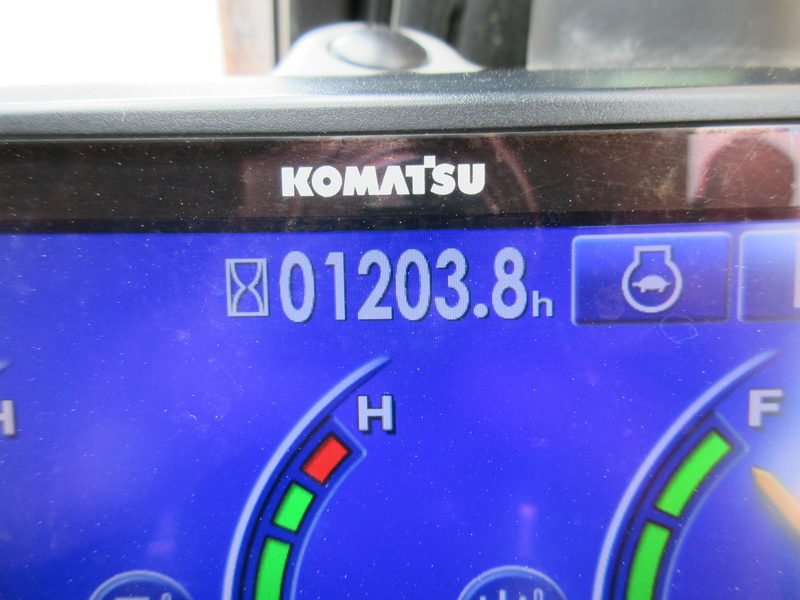 KOMATSU
01203.8h
H H F